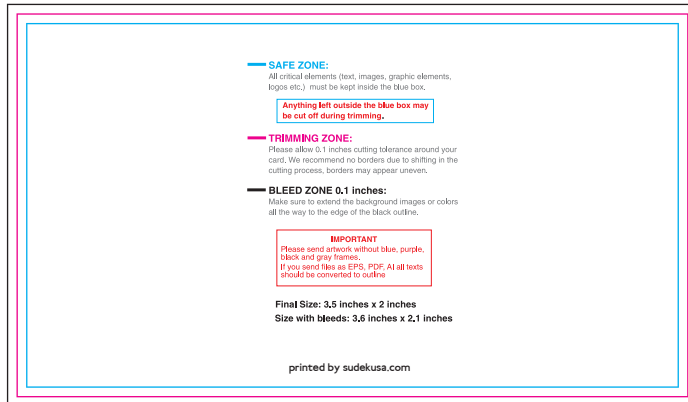 SAFE ZONE:
All critical elements (text, images, graphic elements,
logos etc.) must be kept inside the blue box.
Anything left outside the blue box may
be cut off during trimming.
TRIMMING ZONE:
Please allow 0.1 inches cutting tolerance around your
card. We recommend no borders due to shifting in the
cutting process, borders may appear uneven.
BLEED ZONE 0.1 inches:
Make sure to extend the background images or colors
all the way to the edge of the black outline.
IMPORTANT
Please send artwork without blue, purple,
black and gray frames.
If you send files as EPS, PDF, AI all texts
should be converted to outline
Final Size: 3.5 inches x 2 inches
Size with bleeds: 3.6 inches x 2.1 inches
printed by sudekusa.com